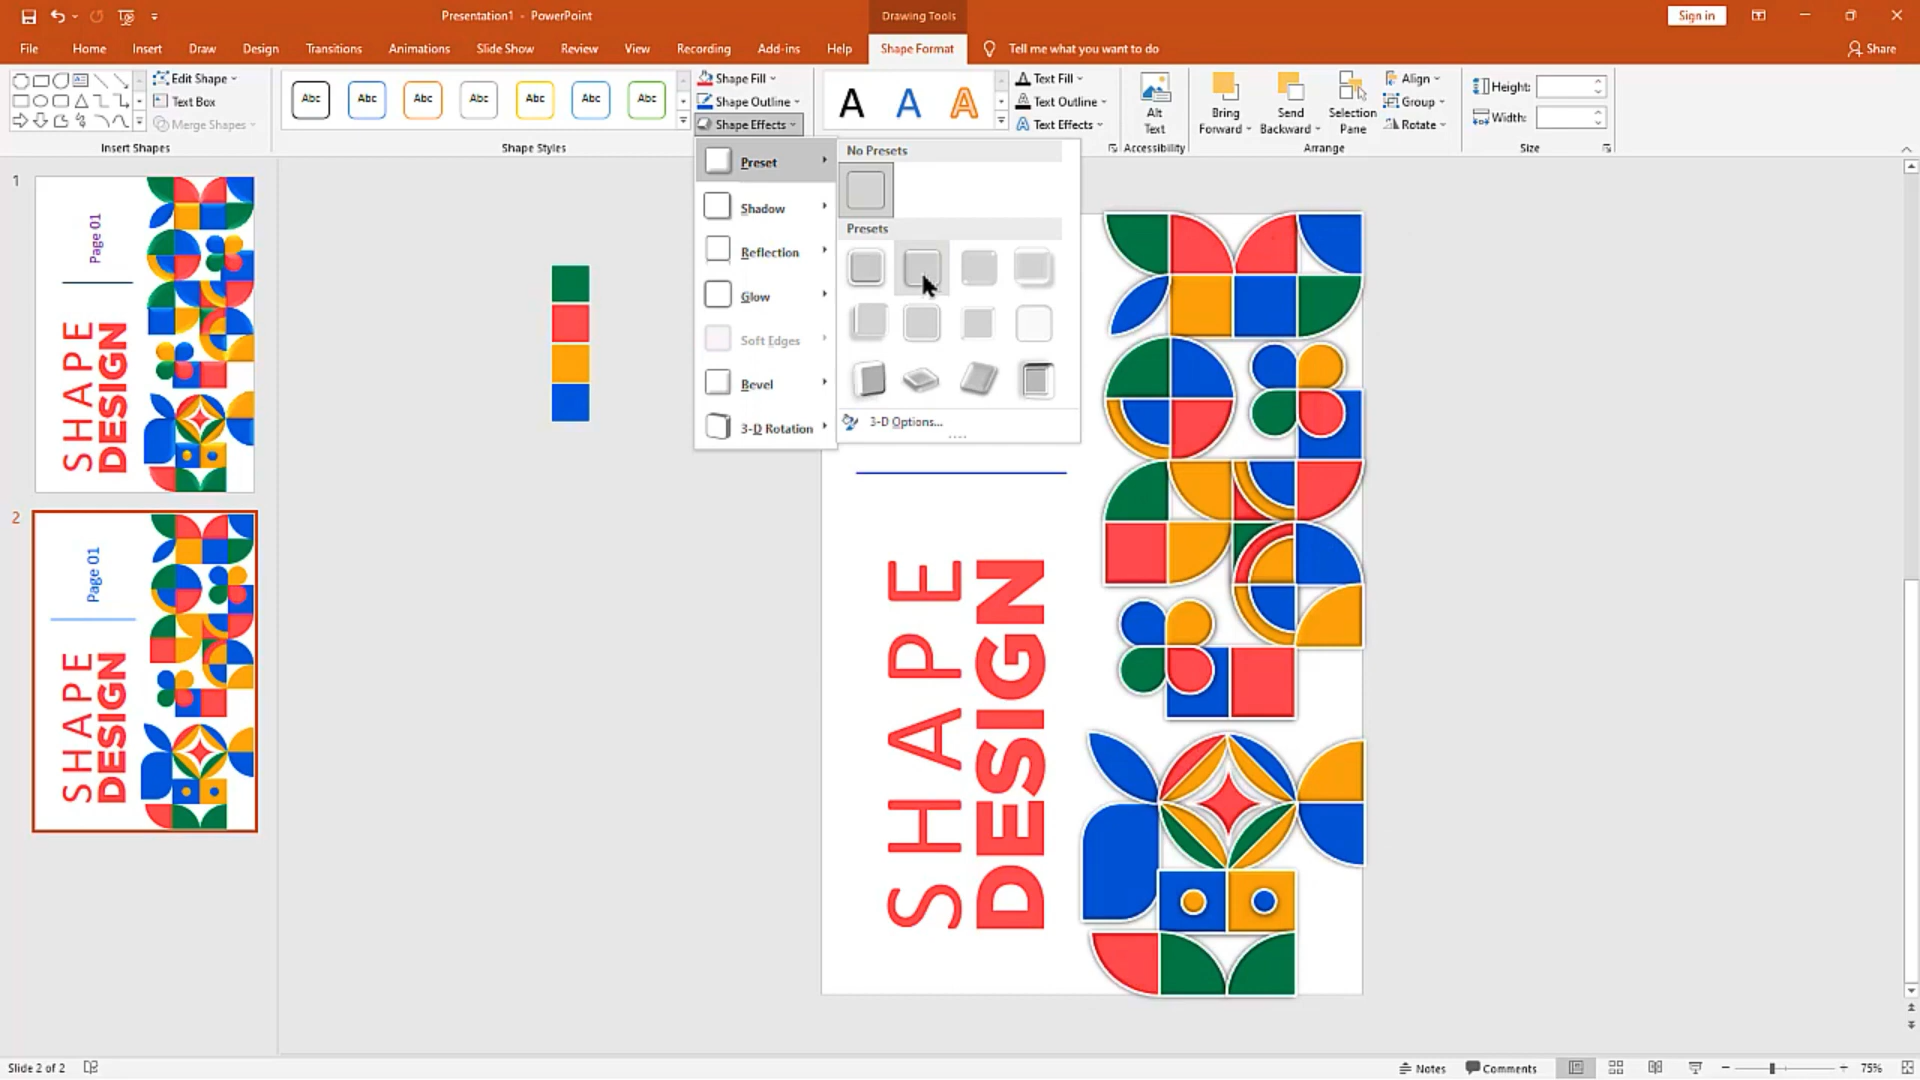 Presentation1 - PowerPoint
Drawing Tools
Sign in
File
Home
Insert
Draw
Design
Transitions
Animations
Slide Show
Review
View
Recording
Add-ins
Help
Shape Format
Tell me what you want to do
Share
Edit Shape
Text Box
Merge Shapes
Insert Shapes
Abc
Abc
Abc
Abc
Abc
Abc
Abc
Shape Styles
Shape Fill
Shape Outline
Shape Effects
A
A
A
Text Fill
Text Outline
Text Effects
Alt
Text
Accessibility
Bring
Forward
Send
Backward
Selection
Pane
Align
Group
Rotate
Arrange
Height:
Width:
Size
Preset
Shadow
Reflection
Glow
Soft Edges
Bevel
3-D Rotation
No Presets
Presets
3-D Options...
1
Page 01
SHAPE
DESIGN
2
Page 01
SHAPE
DESIGN
SHAPE
DESIGN
Slide 2 of 2
Notes
Comments
75%